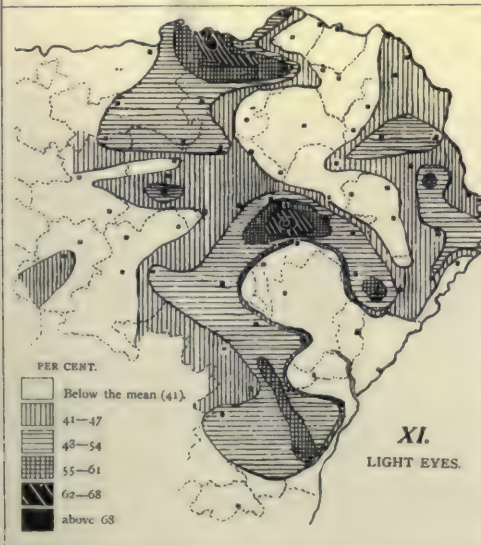 PER CENT.
Below the mean (41).
41—47
48—54
55—61
62—68
above 68
XI.
LIGHT EYES.